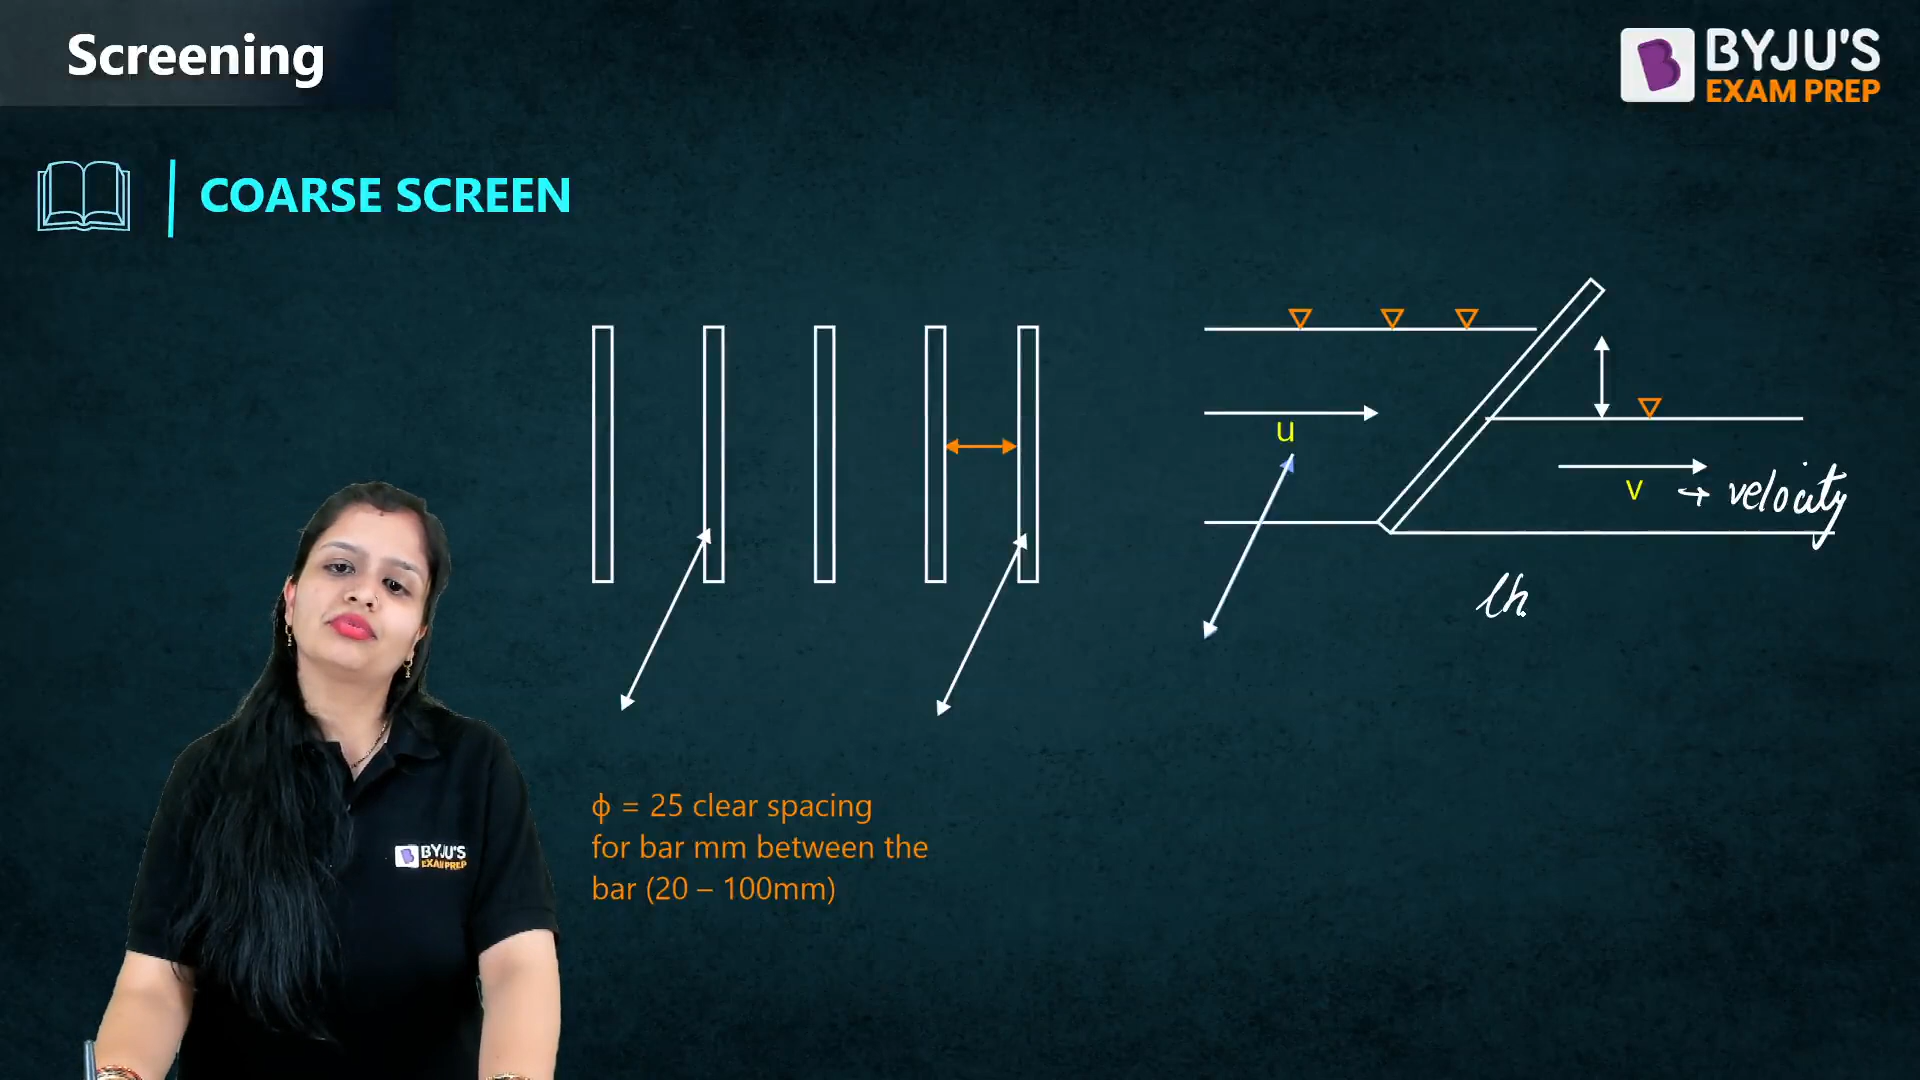 Screening
BYJU'S
EXAM PREP
COARSE SCREEN
u
v → velocity
lh
BYJU'S
EXAM PREP
ϕ = 25 clear spacing
for bar mm between the
bar (20 – 100mm)